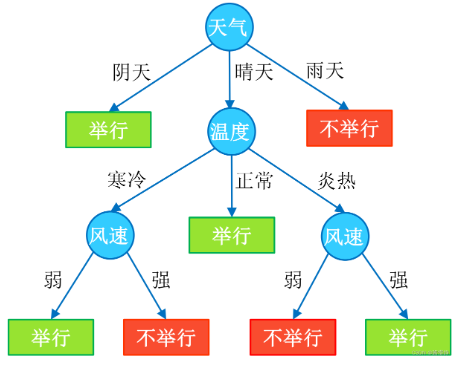 天气
阴天 晴天 雨天
举行 温度 不举行
寒冷 正常 炎热
风速 举行 风速
弱 强 弱 强
举行 不举行 不举行 举行